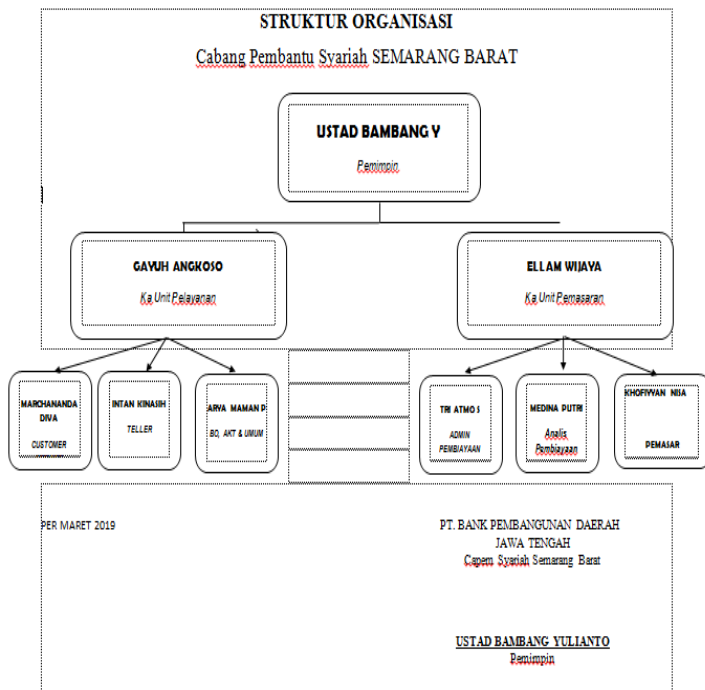 STRUKTUR ORGANISASI
Cabang Pembantu Syariah SEMARANG BARAT
USTAD BAMBANG Y
Pemimpin
GAYUH ANGKOSO
Ka Unit Pelayanan
ELLAM WIJAYA
Ka Unit Pemasaran
MARCHANANDA
DIVA
CUSTOMER
INTAN KINASIH
TELLER
ARYA MAMAN P
BO, AKT & UMUM
TRI ATMO S
ADMIN
PEMBIAYAAN
MEDINA PUTRI
Analis
Pembiayaan
KHOFIYYAN NISA
PEMASAR
PER MARET 2019
PT. BANK PEMBANGUNAN DAERAH
JAWA TENGAH
Capem Syariah Semarang Barat
USTAD BAMBANG YULIANTO
Pemimpin